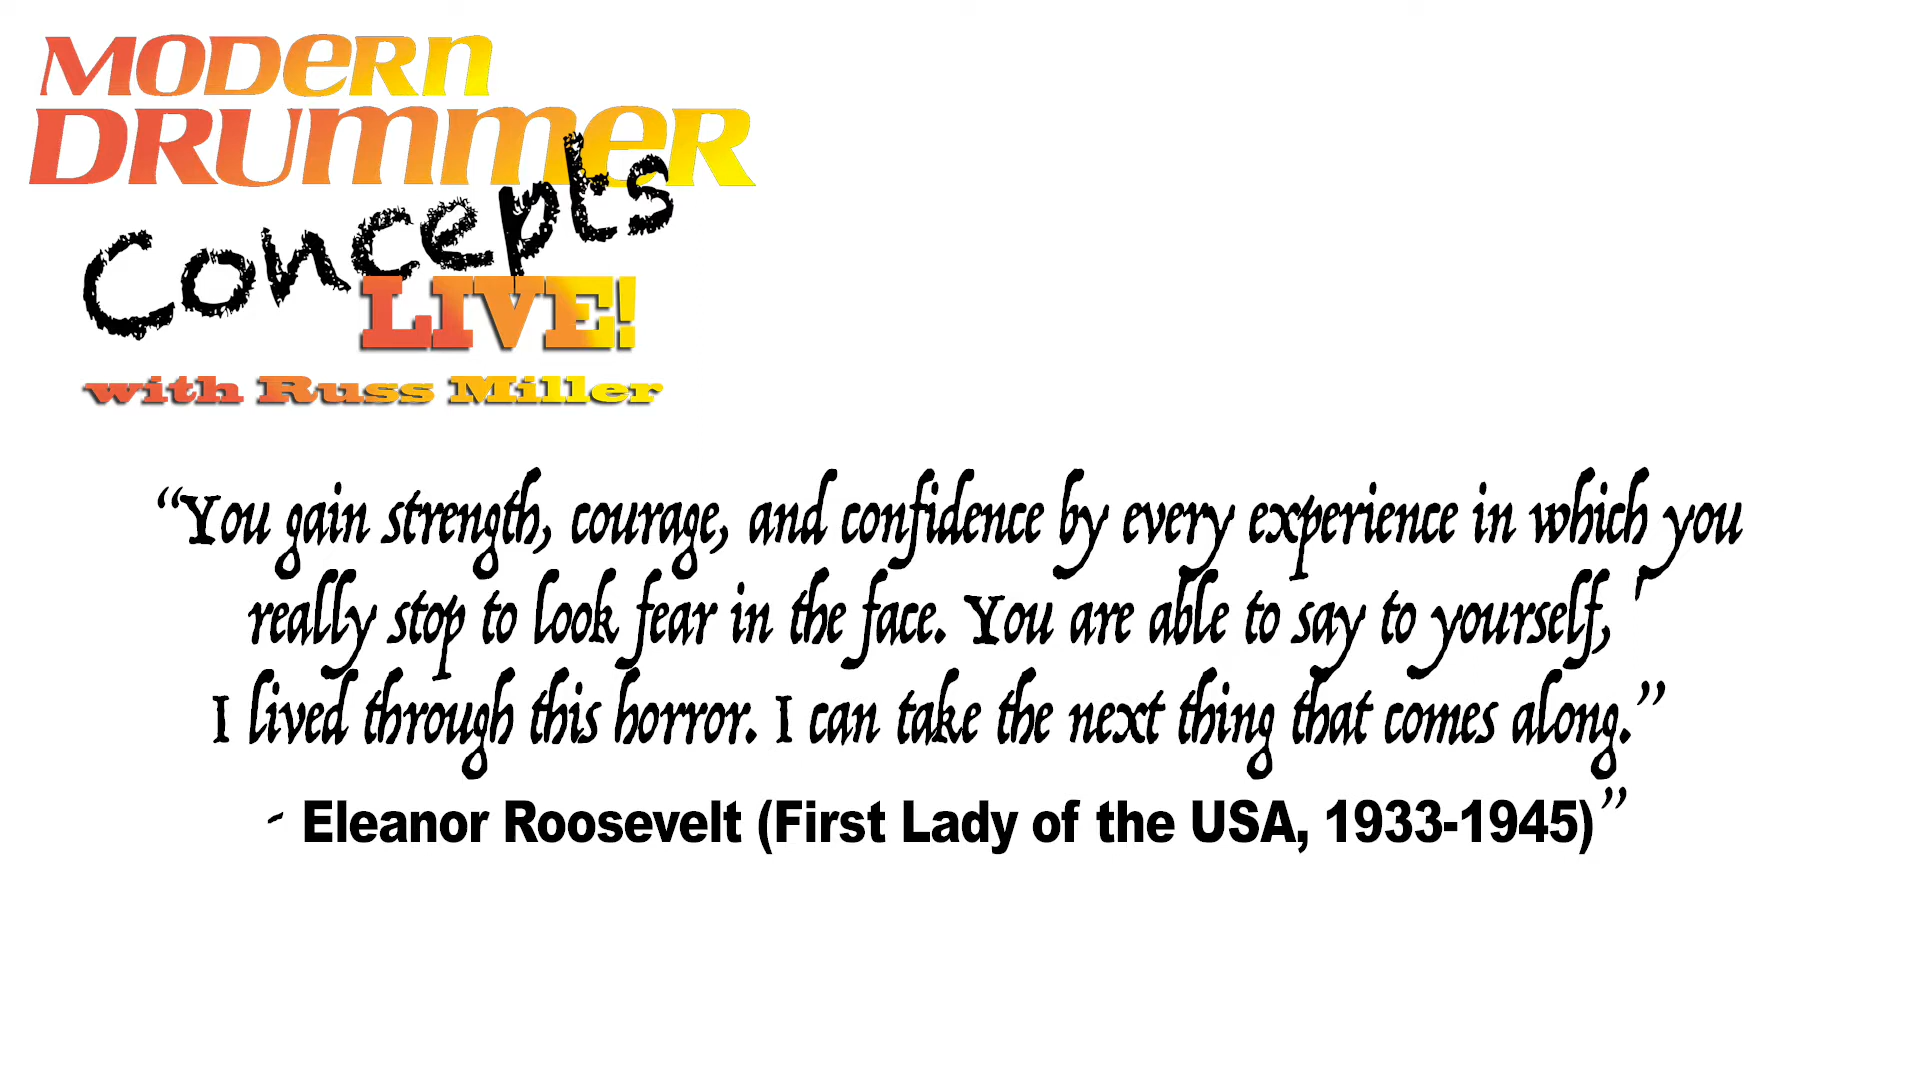 MODERN
DRUMMER
Concepts
LIVE!
with Russ Miller
“You gain strength, courage, and confidence by every experience in which you
really stop to look fear in the face. You are able to say to yourself, '
I lived through this horror. I can take the next thing that comes along.”
- Eleanor Roosevelt (First Lady of the USA, 1933-1945)”